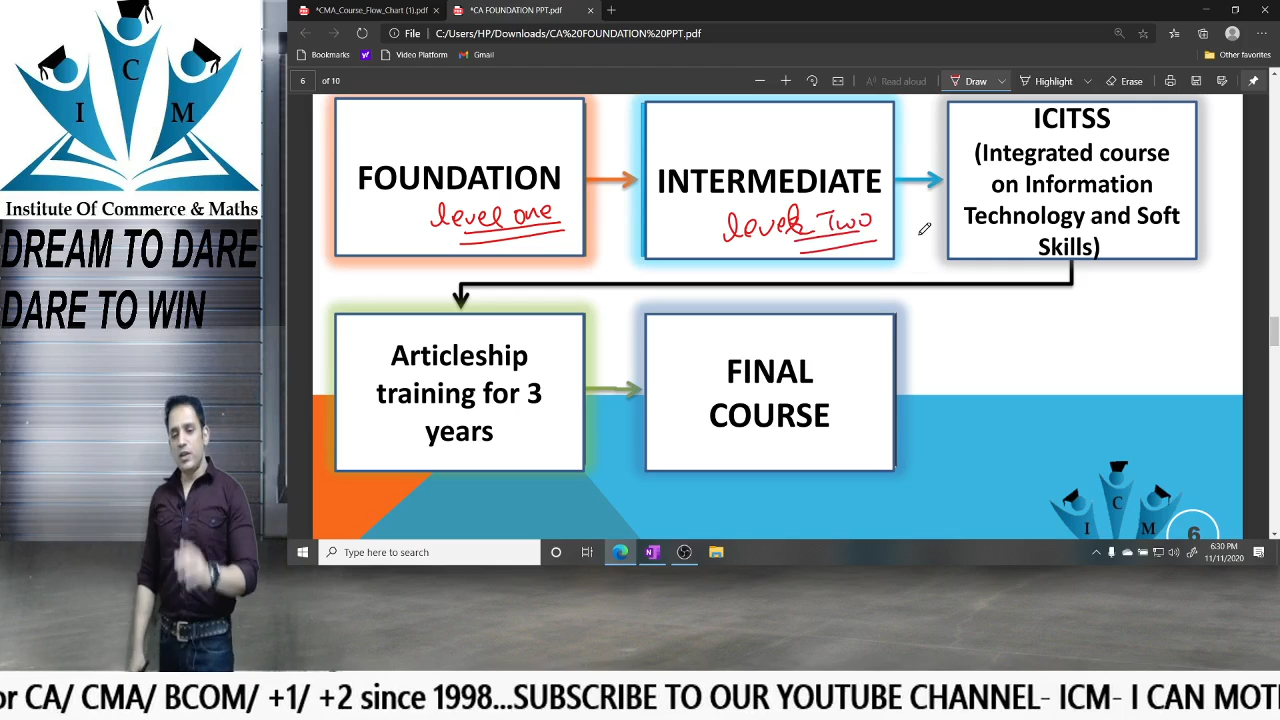 I C M
Institute Of Commerce & Maths
DREAM TO DARE
DARE TO WIN
*CMA_Course_Flow_Chart (1).pdf
*CA FOUNDATION PPT.pdf
File C:/Users/HP/Downloads/CA%20FOUNDATION%20PPT.pdf
Bookmarks Video Platform Gmail Other favorites
6 of 10 Read aloud Draw Highlight Erase
FOUNDATION
level one
INTERMEDIATE
level Two
ICITSS
(Integrated course
on Information
Technology and Soft
Skills)
Articleship
training for 3
years
FINAL
COURSE
I C M
6
Type here to search
6:30 PM
11/11/2020
or CA/ CMA/ BCOM/ +1/ +2 since 1998...SUBSCRIBE TO OUR YOUTUBE CHANNEL- ICM- I CAN MOTI